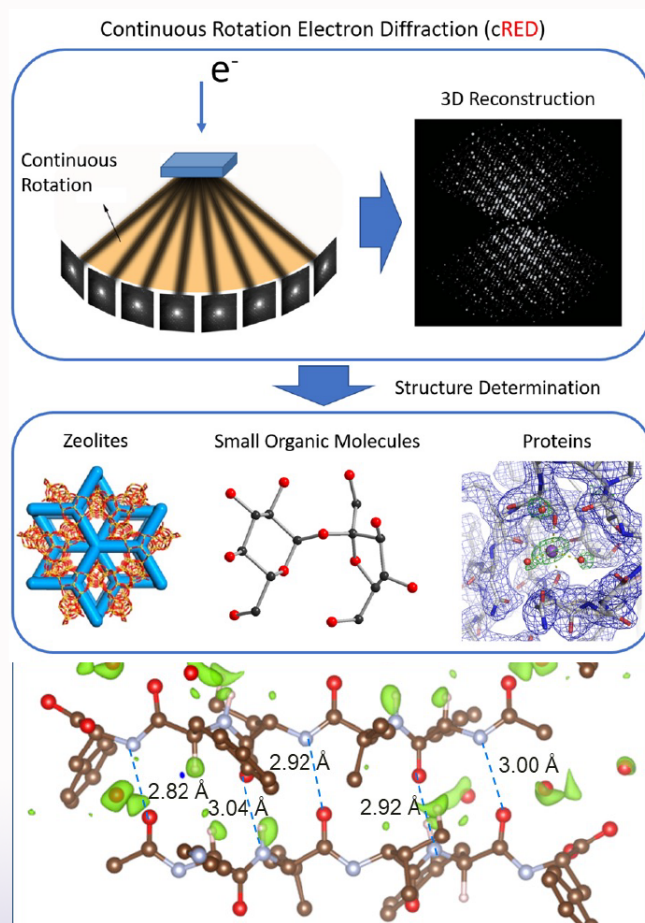 Continuous Rotation Electron Diffraction (cRED)
e-
3D Reconstruction
Continuous
Rotation
Structure Determination
Zeolites
Small Organic Molecules
Proteins
2.92 Å
3.00 Å
2.82 Å
3.04 Å
2.92 Å